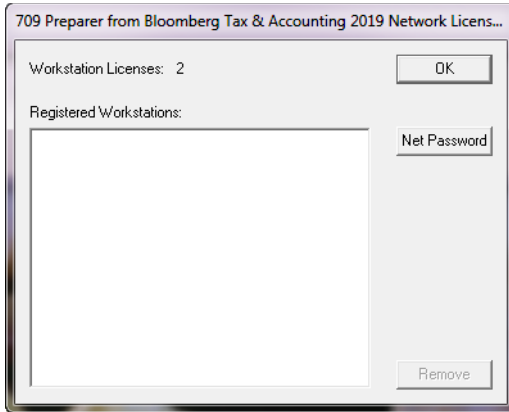 709 Preparer from Bloomberg Tax & Accounting 2019 Network Licens...
Workstation Licenses: 2
OK
Registered Workstations:
Net Password
Remove